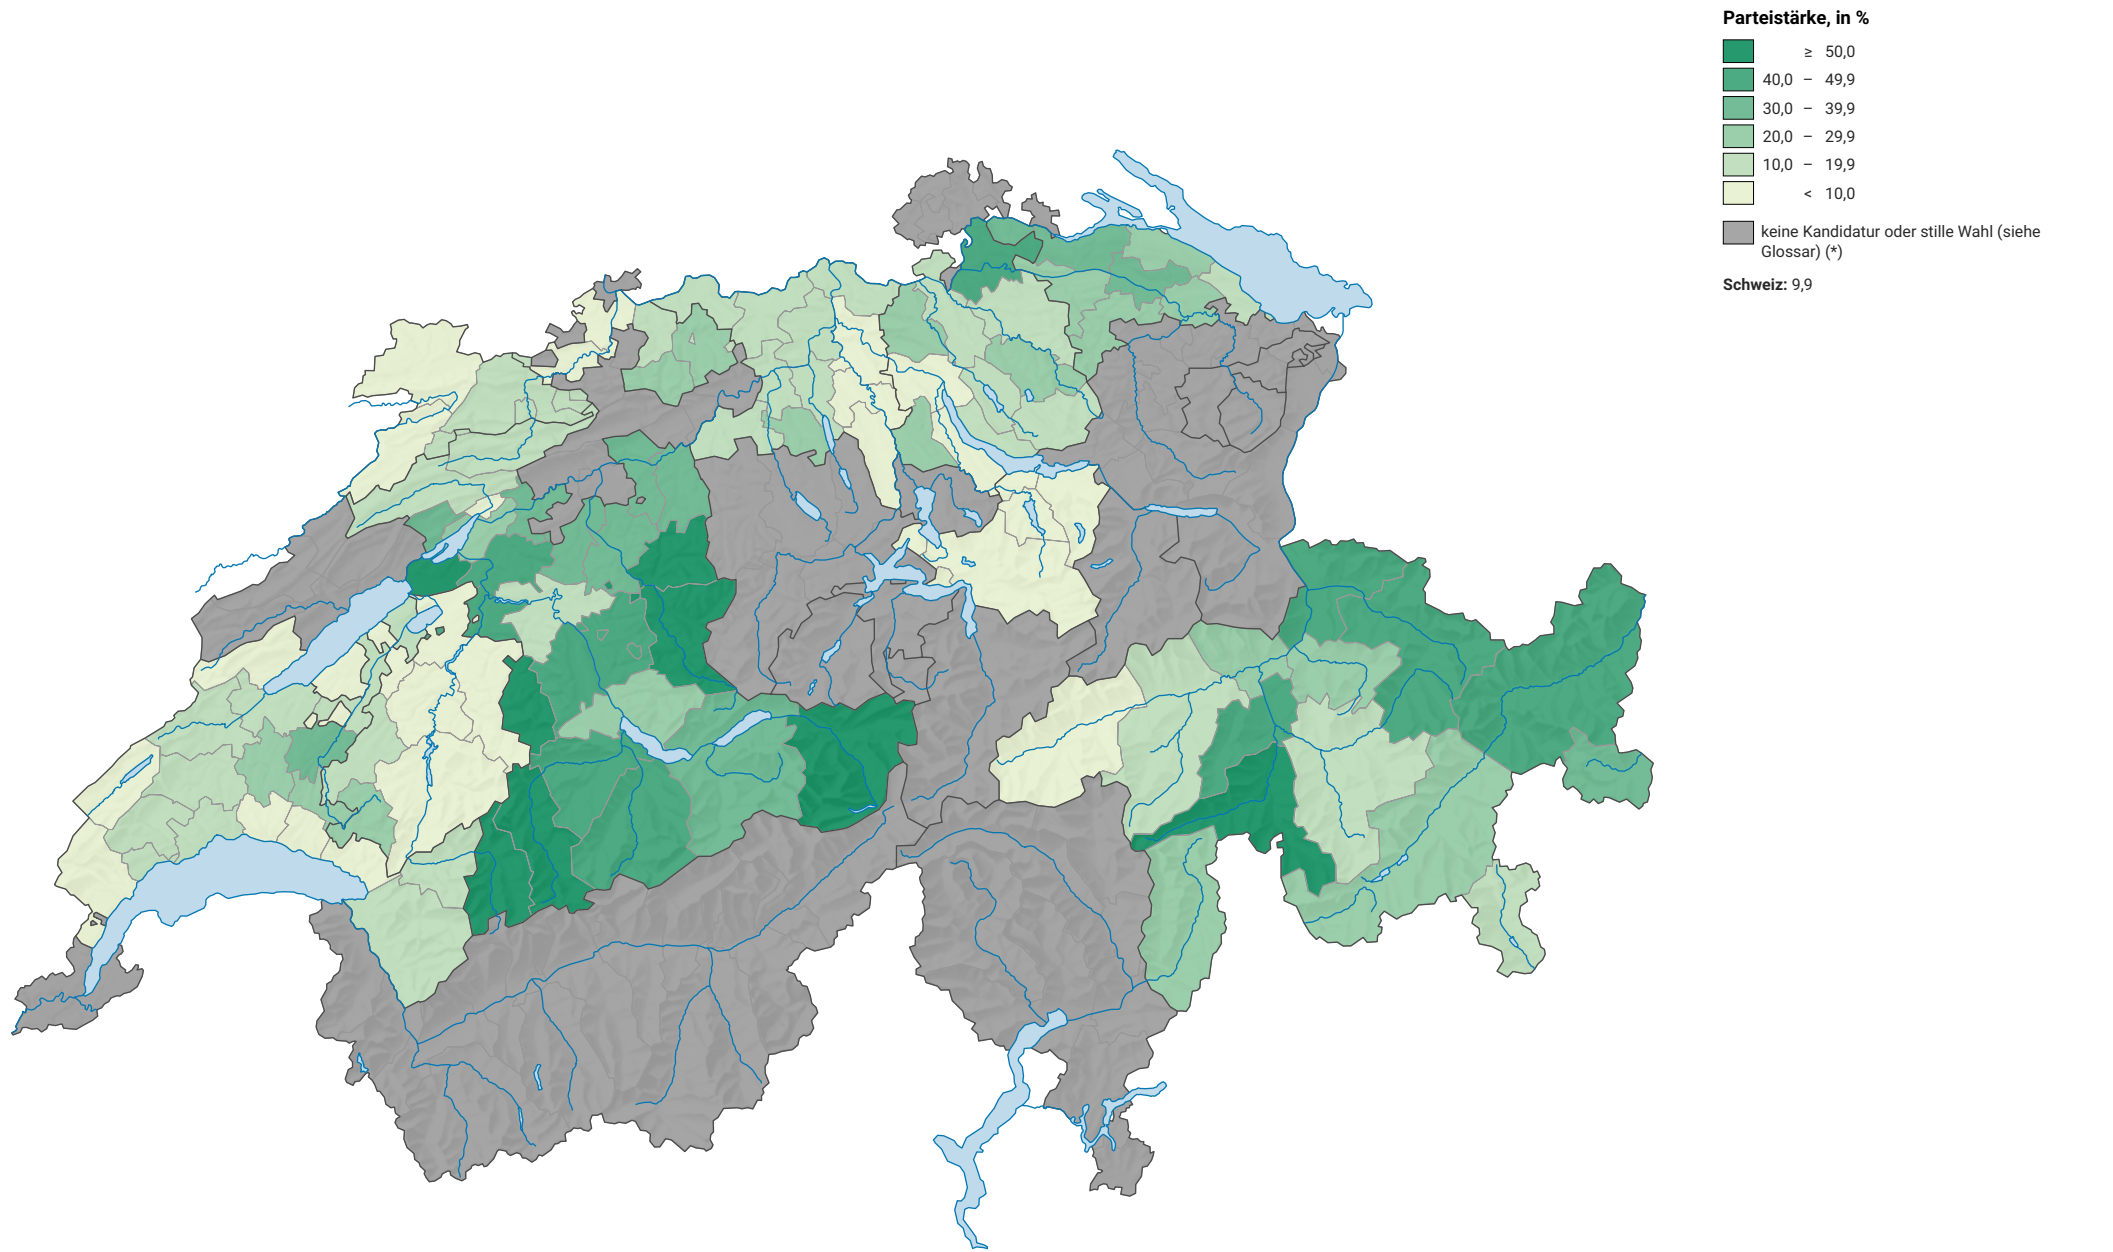 Parteistärke, in %
≥ 50,0
40,0 – 49,9
30,0 – 39,9
20,0 – 29,9
10,0 – 19,9
< 10,0
keine Kandidatur oder stille Wahl (siehe
Glossar) (*)
Schweiz: 9,9